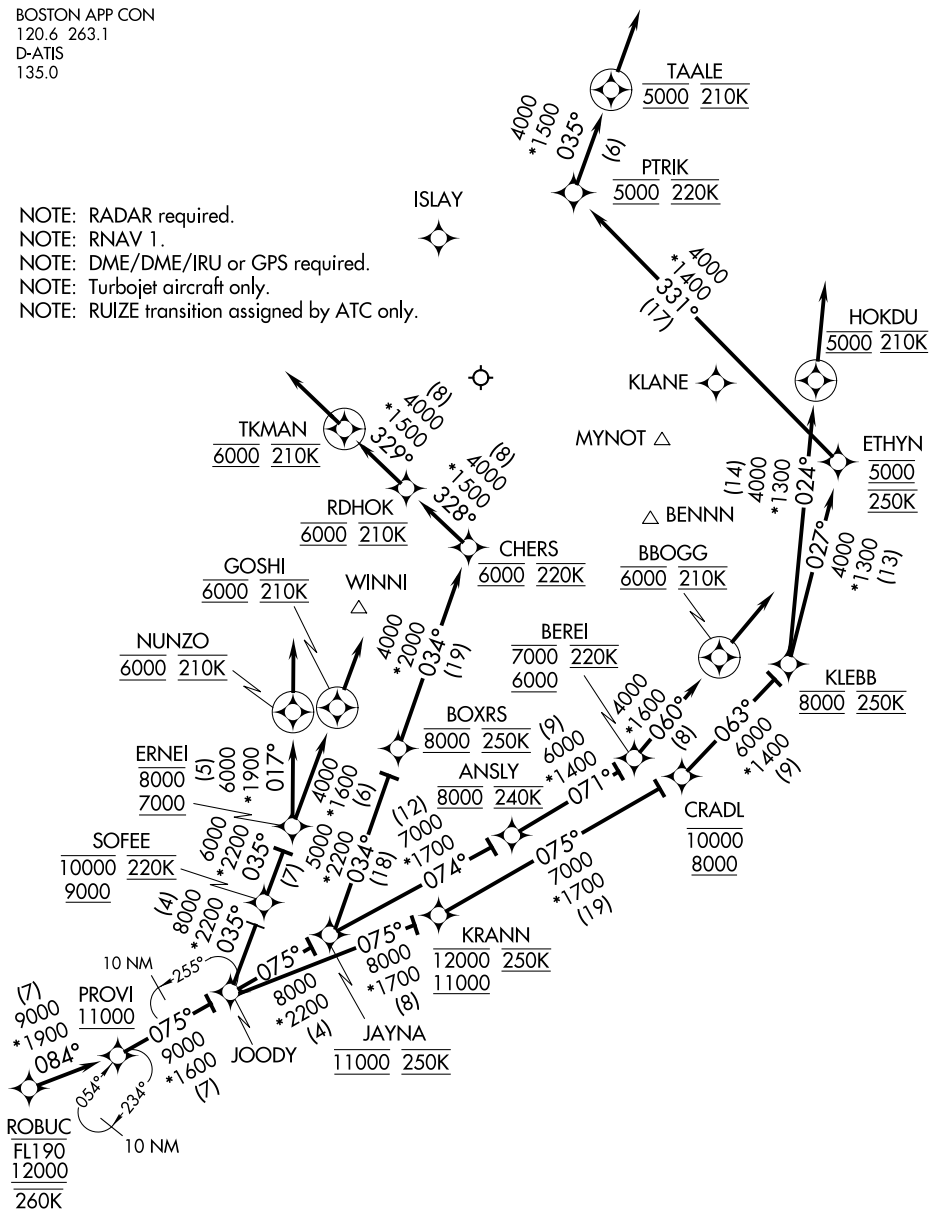 BOSTON APP CON
120.6 263.1
D-ATIS
135.0
TAALE
5000 210K
4000
*1500
035°
(6)
PTRIK
5000 220K
ISLAY
NOTE: RADAR required.
NOTE: RNAV 1.
NOTE: DME/DME/IRU or GPS required.
NOTE: Turbojet aircraft only.
NOTE: RUIZE transition assigned by ATC only.
4000
*1400
331°
(17)
HOKDU
5000 210K
KLANE
MYNOT
ETHYN
5000
250K
(8)
4000
*1500
329°
TKMAN
6000 210K
(8)
4000
*1500
328°
RDHOK
6000 210K
(14)
4000
*1300
024°
027°
4000
*1300
(13)
BENNN
CHERS
6000 220K
BBOGG
6000 210K
GOSHI
6000 210K
WINNI
NUNZO
6000 210K
4000
*2000
034°
(19)
BEREI
7000 220K
6000
4000
*1600
060°
(8)
KLEBB
8000 250K
BOXRS
8000 250K
063°
6000
*1400
(9)
ERNEI
8000
7000
(5)
6000
*1900
017°
4000
*1600
(6)
ANSLY
8000 240K
(9)
6000
*1400
071°
CRADL
10000
8000
SOFEE
10000 220K
9000
6000
*2200
035°
(7)
5000
*2200
034°
(18)
(12)
7000
*1700
074°
075°
7000
*1700
(19)
(4)
8000
*2200
035°
KRANN
12000 250K
11000
075°
8000
*1700
(8)
10 NM
255°
075°
8000
*2200
(4)
JAYNA
11000 250K
JOODY
PROVI
11000
075°
9000
*1600
(7)
(7)
9000
*1900
084°
054°
234°
10 NM
ROBUC
FL190
12000
260K